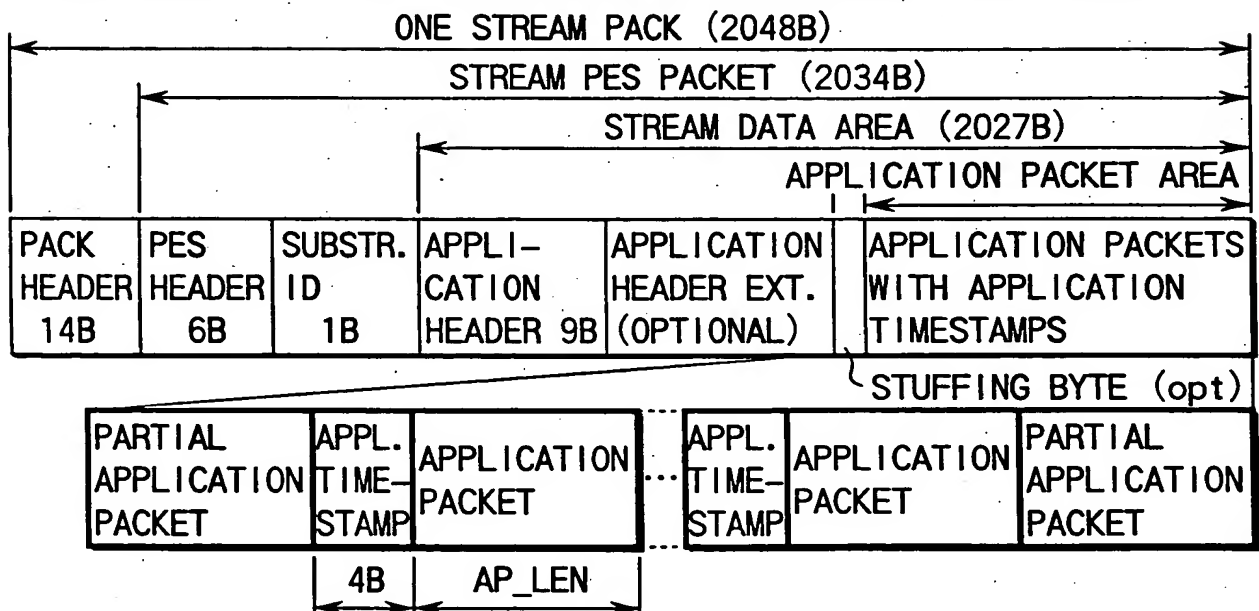 ONE STREAM PACK (2048B)
STREAM PES PACKET (2034B)
STREAM DATA AREA (2027B)
APPLICATION PACKET AREA
PACK
HEADER
14B
PES
HEADER
6B
SUBSTR.
ID
1B
APPLI-
CATION
HEADER 9B
APPLICATION
HEADER EXT.
(OPTIONAL)
APPLICATION PACKETS
WITH APPLICATION
TIMESTAMPS
STUFFING BYTE (opt)
PARTIAL
APPLICATION
PACKET
APPL.
TIME-
STAMP
APPLICATION
PACKET
APPL.
TIME-
STAMP
APPLICATION
PACKET
PARTIAL
APPLICATION
PACKET
4B
AP_LEN